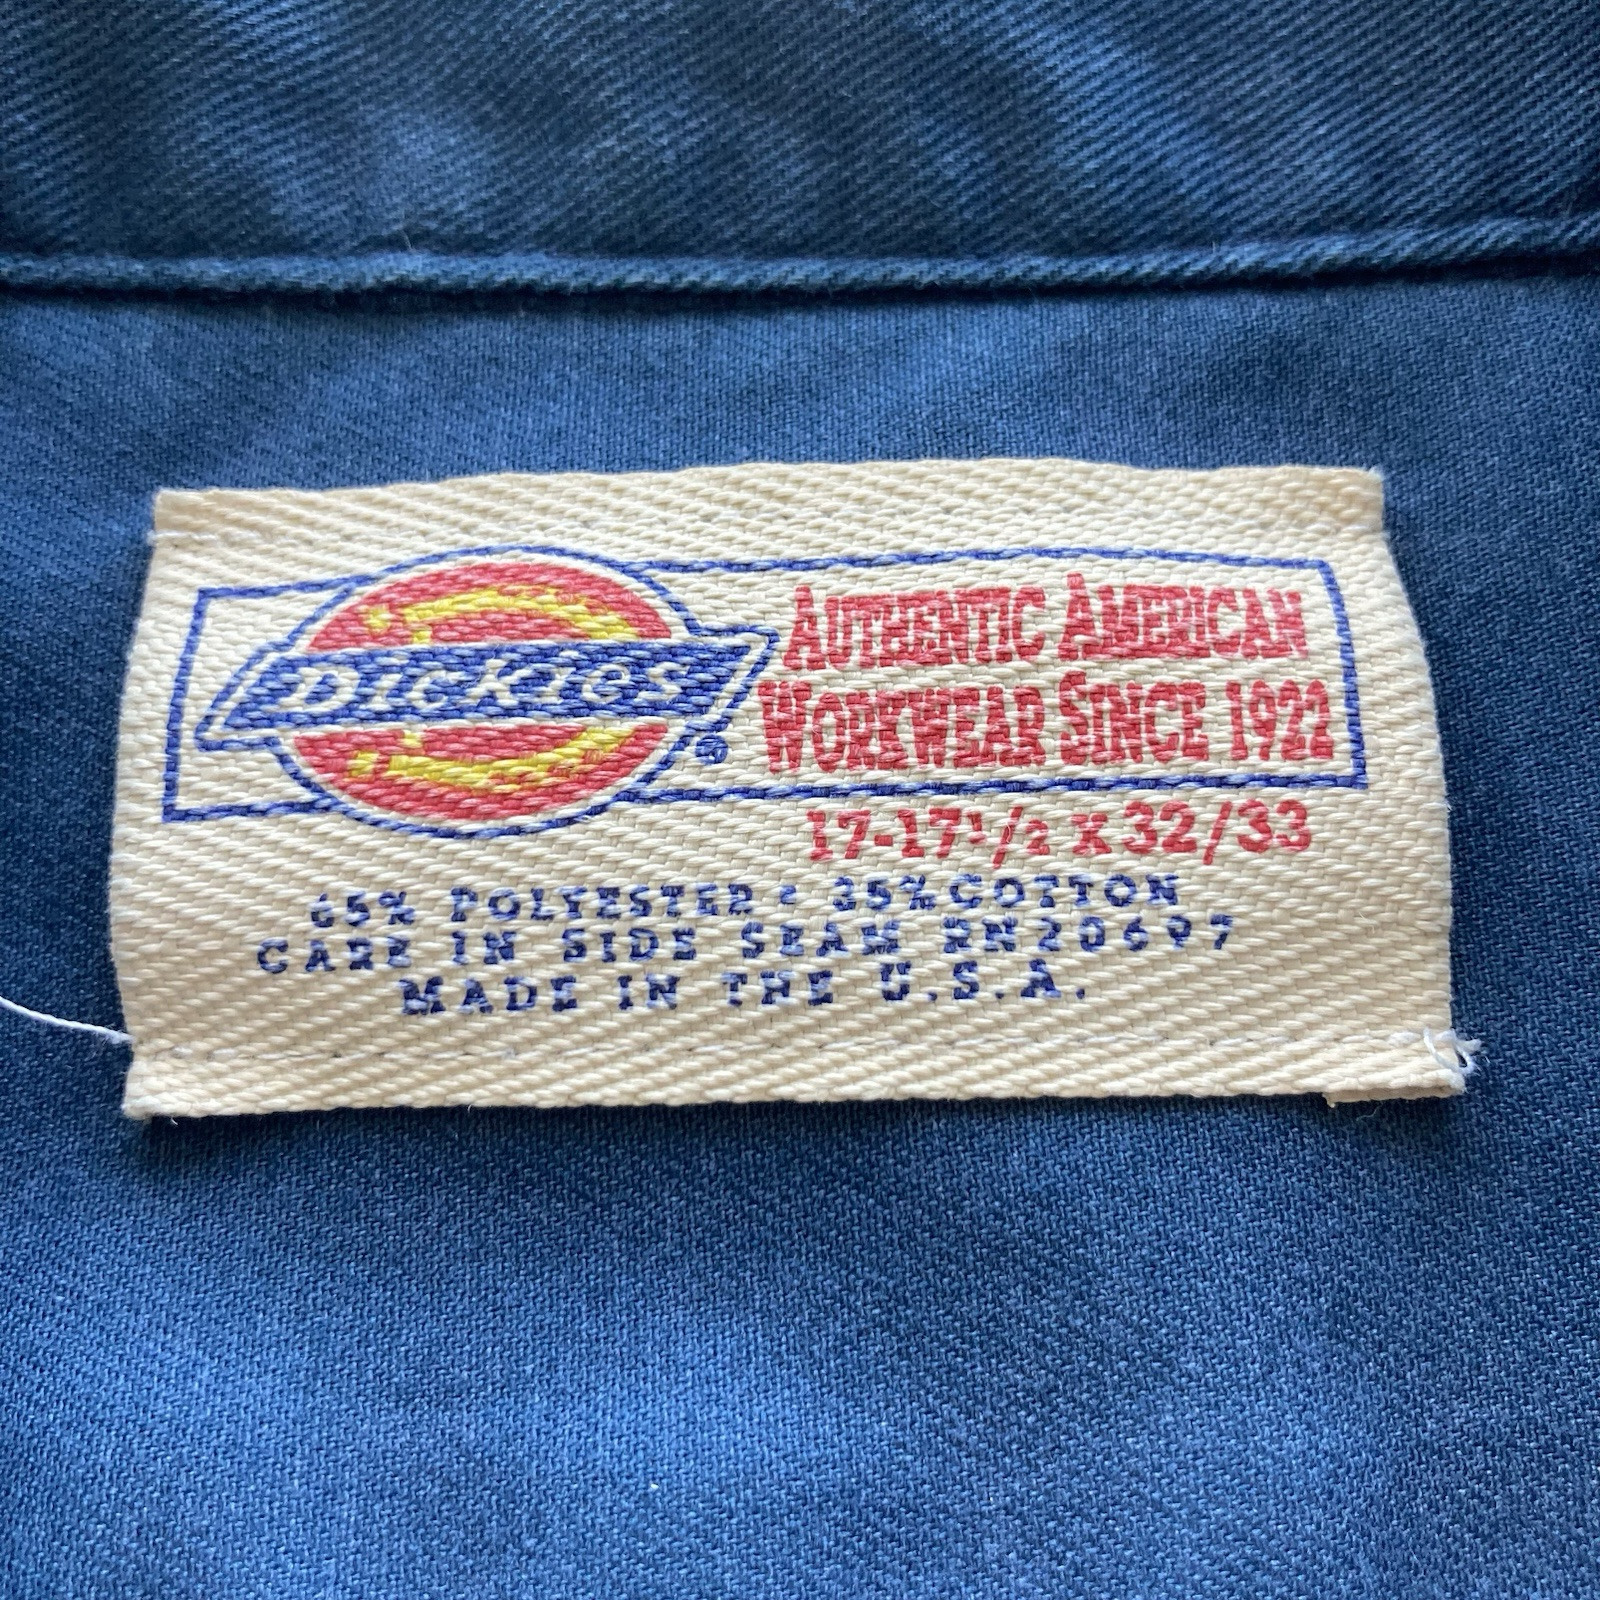 DICKIES®
AUTHENTIC AMERICAN
WORKWEAR SINCE 1922
17-17½ X 32/33
65% POLYESTER • 35% COTTON
CARE IN SIDE SEAM RN20697
MADE IN THE U.S.A.